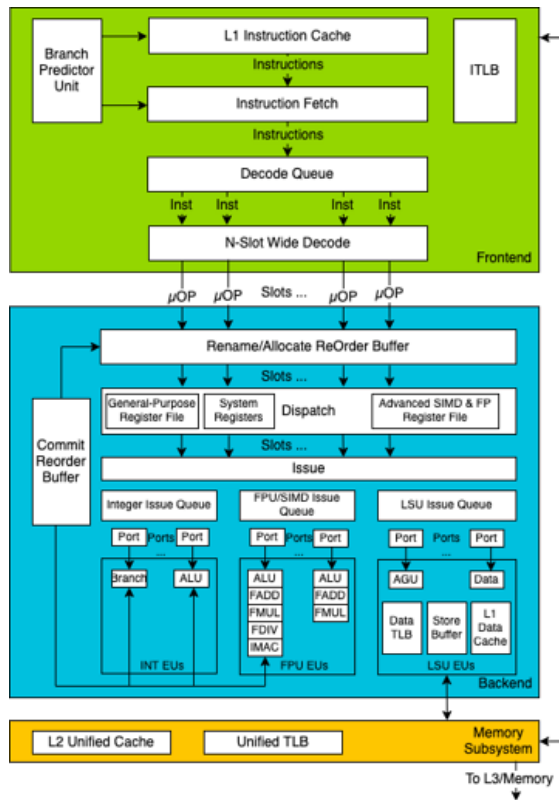 L1 Instruction Cache
Branch
Predictor
Unit
Instructions
ITLB
Instruction Fetch
Instructions
Decode Queue
Inst Inst Inst Inst
N-Slot Wide Decode
Frontend
µOP µOP Slots ... µOP µOP
Rename/Allocate ReOrder Buffer
Slots ...
General-Purpose
Register File
System
Registers
Dispatch
Advanced SIMD & FP
Register File
Commit
Reorder
Buffer
Slots ...
Issue
Integer Issue Queue
FPU/SIMD Issue
Queue
LSU Issue Queue
Port Ports Port
...
Port Ports Port
...
Port Ports Port
...
Branch ALU
INT EUs
ALU
FADD
FMUL
FDIV
IMAC
ALU
FADD
FMUL
FPU EUs
AGU Data
Data
TLB
Store
Buffer
L1
Data
Cache
LSU EUs
Backend
L2 Unified Cache
Unified TLB
Memory
Subsystem
To L3/Memory